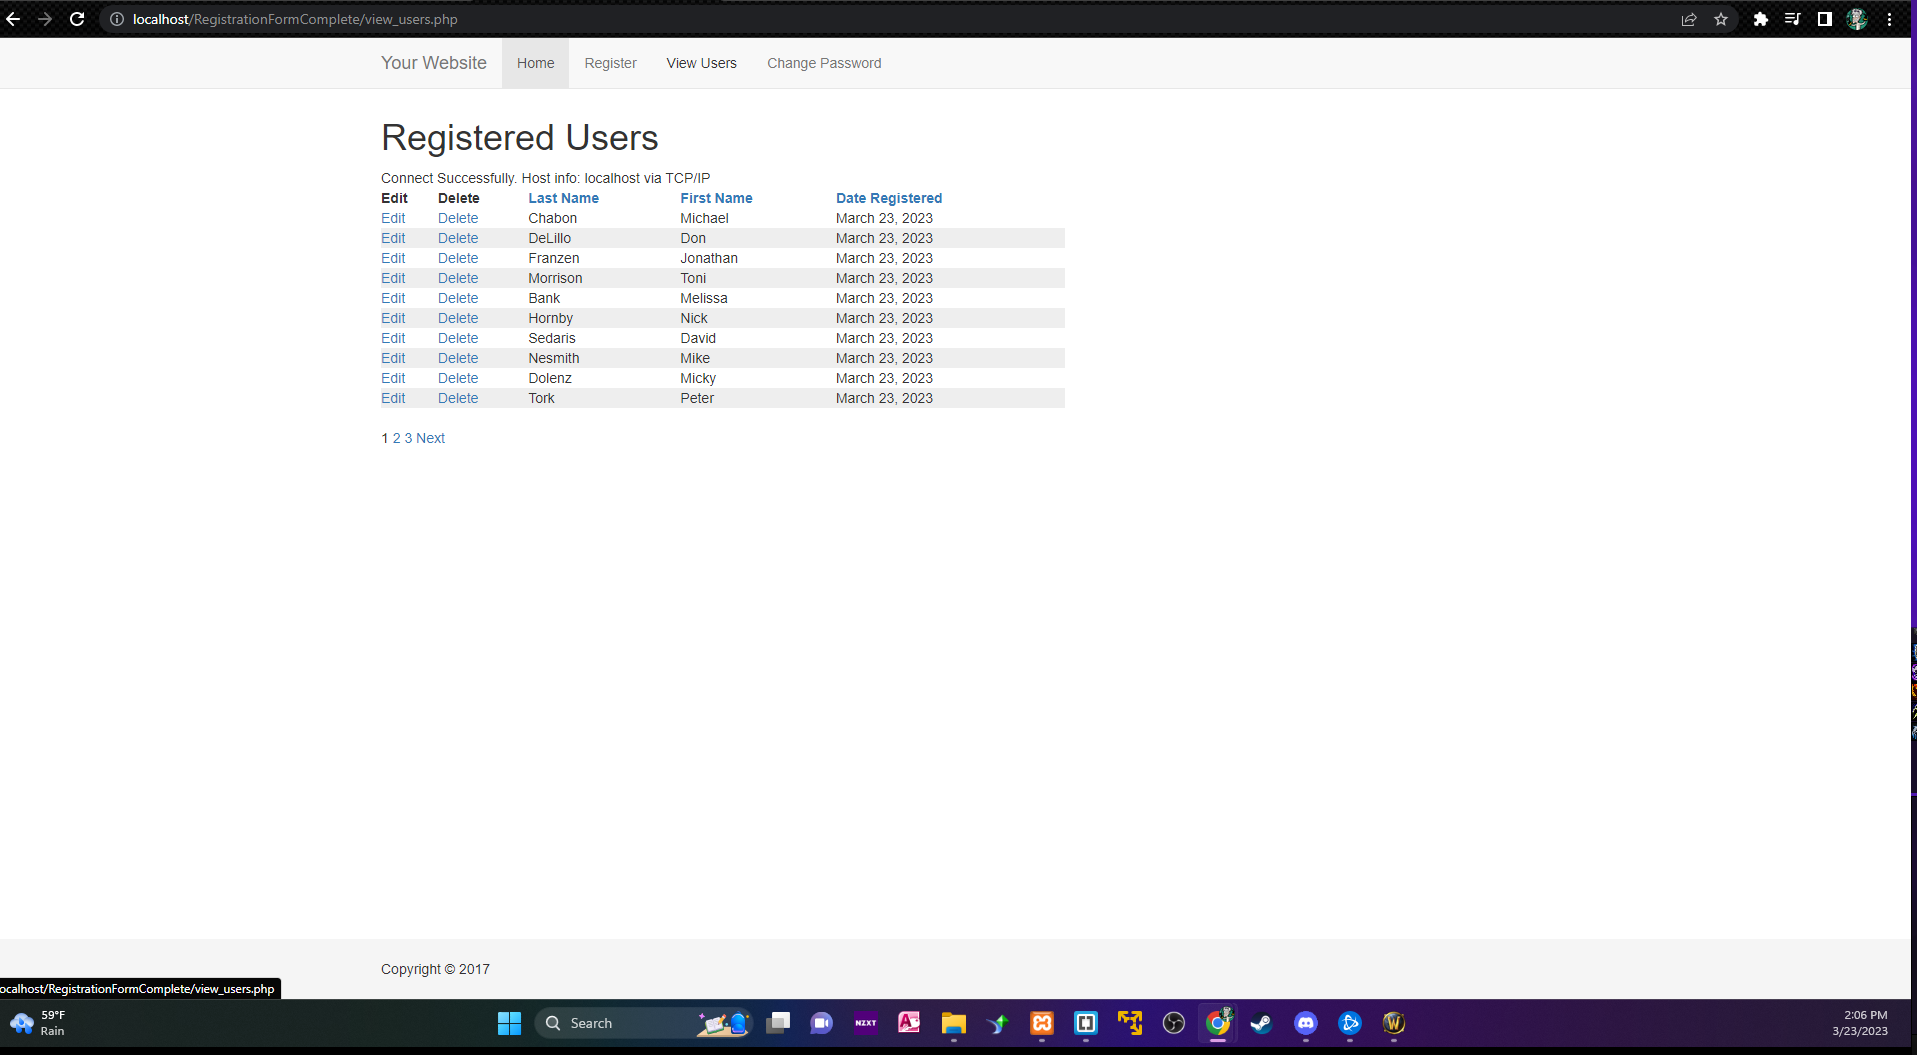 localhost/RegistrationFormComplete/view_users.php
Your Website Home Register View Users Change Password
Registered Users
Connect Successfully. Host info: localhost via TCP/IP
Edit Delete Last Name First Name Date Registered
Edit Delete Chabon Michael March 23, 2023
Edit Delete DeLillo Don March 23, 2023
Edit Delete Franzen Jonathan March 23, 2023
Edit Delete Morrison Toni March 23, 2023
Edit Delete Bank Melissa March 23, 2023
Edit Delete Hornby Nick March 23, 2023
Edit Delete Sedaris David March 23, 2023
Edit Delete Nesmith Mike March 23, 2023
Edit Delete Dolenz Micky March 23, 2023
Edit Delete Tork Peter March 23, 2023
1 2 3 Next
Copyright © 2017
ocalhost/RegistrationFormComplete/view_users.php
59°F
Rain
Search
NZXT
2:06 PM
3/23/2023